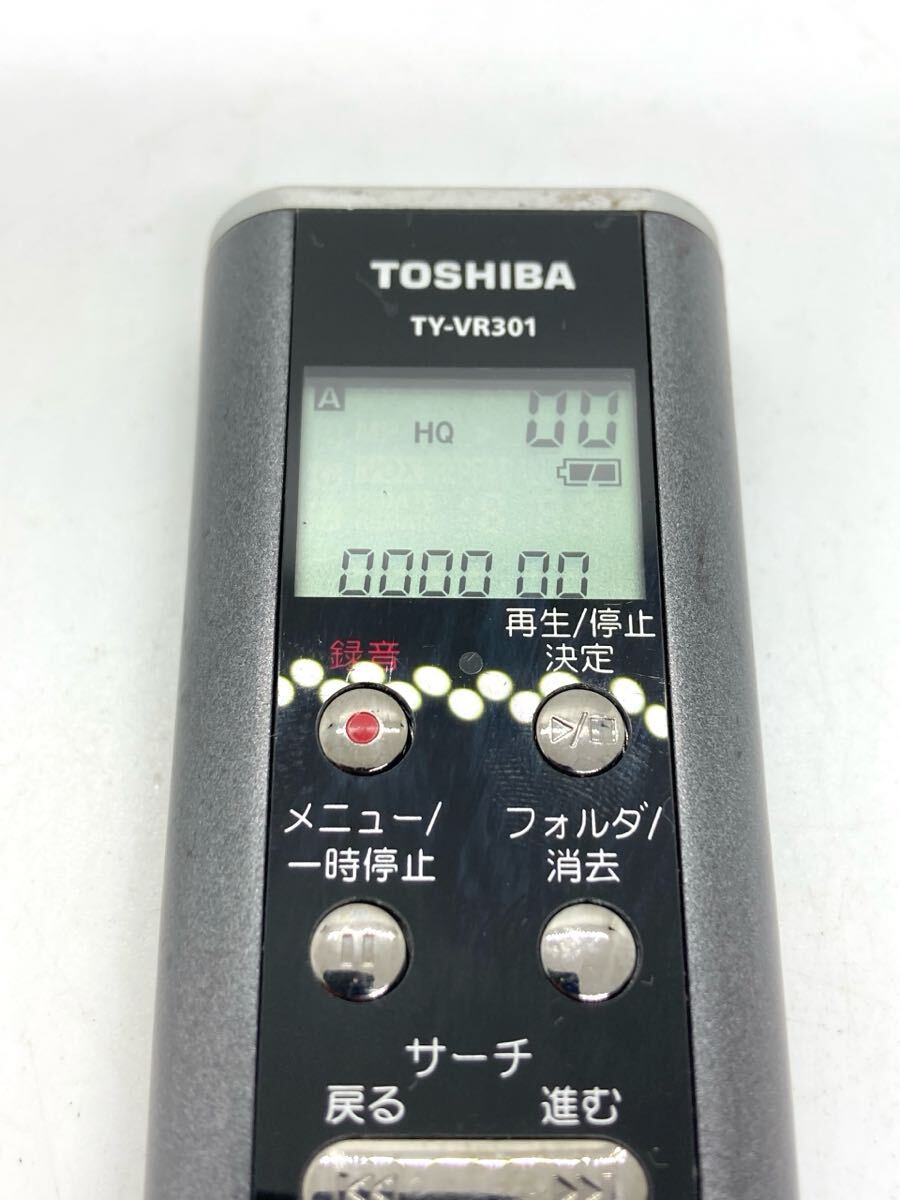 TOSHIBA
TY-VR301
A
HQ
00
0000 00
録音
再生/停止
決定
メニュー/
一時停止
フォルダ/
消去
サーチ
戻る
進む